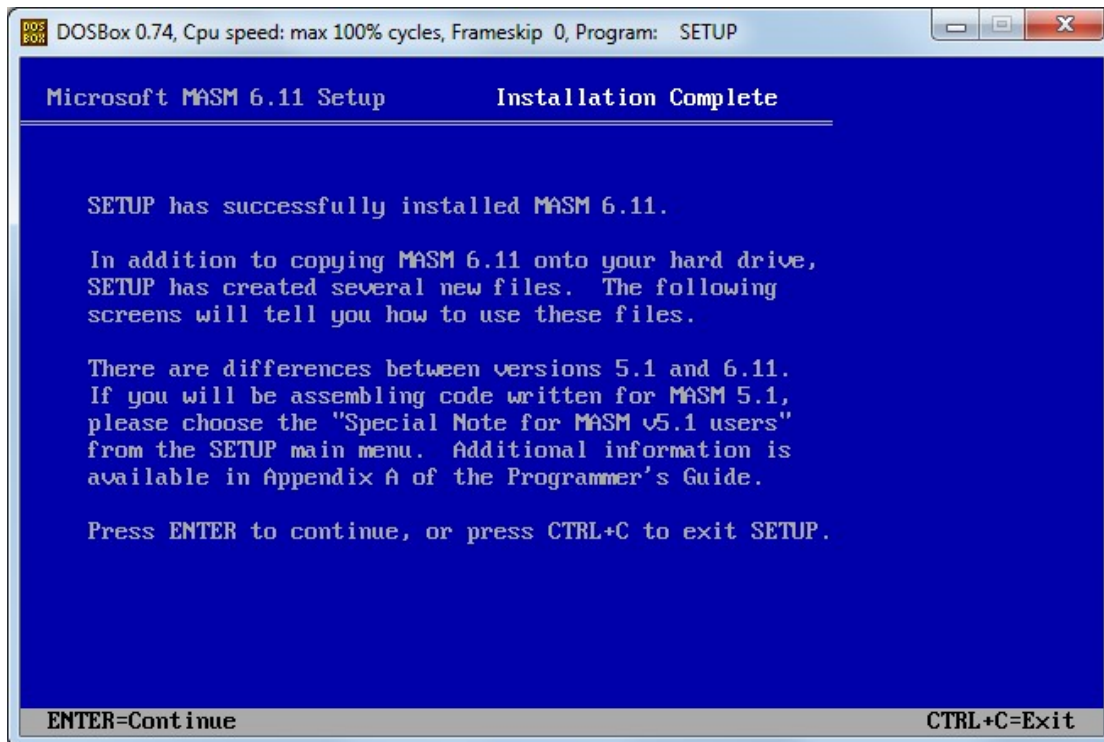 DOS
BOX
DOSBox 0.74, Cpu speed: max 100% cycles, Frameskip 0, Program: SETUP
Microsoft MASM 6.11 Setup Installation Complete
SETUP has successfully installed MASM 6.11.
In addition to copying MASM 6.11 onto your hard drive,
SETUP has created several new files. The following
screens will tell you how to use these files.
There are differences between versions 5.1 and 6.11.
If you will be assembling code written for MASM 5.1,
please choose the "Special Note for MASM v5.1 users"
from the SETUP main menu. Additional information is
available in Appendix A of the Programmer's Guide.
Press ENTER to continue, or press CTRL+C to exit SETUP.
ENTER=Continue CTRL+C=Exit